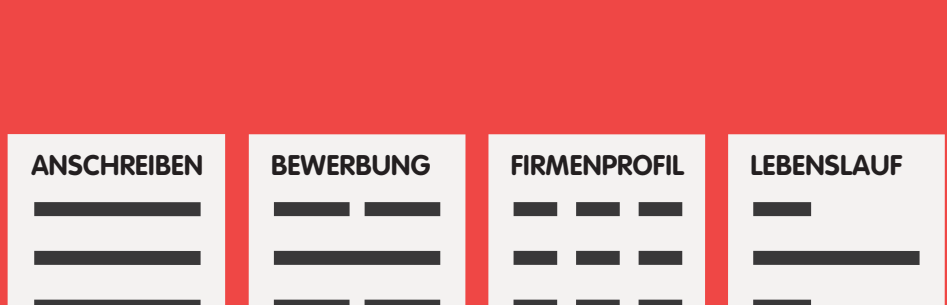 ANSCHREIBEN
BEWERBUNG
FIRMENPROFIL
LEBENSLAUF